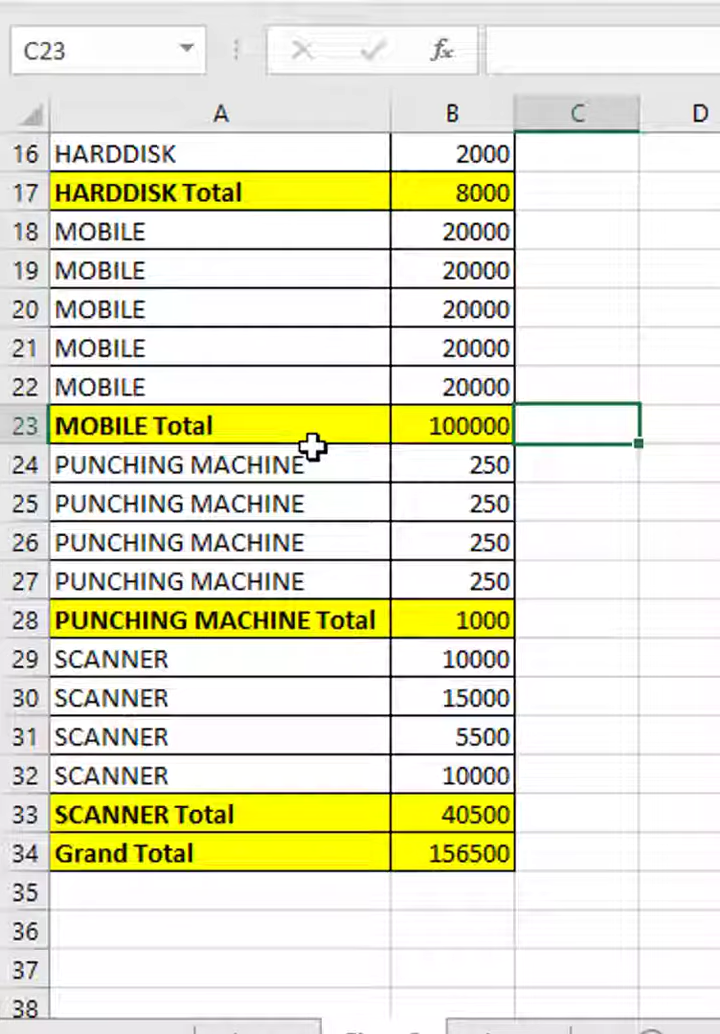 C23 fx
A B C D
16 HARDDISK 2000
17 HARDDISK Total 8000
18 MOBILE 20000
19 MOBILE 20000
20 MOBILE 20000
21 MOBILE 20000
22 MOBILE 20000
23 MOBILE Total 100000
24 PUNCHING MACHINE 250
25 PUNCHING MACHINE 250
26 PUNCHING MACHINE 250
27 PUNCHING MACHINE 250
28 PUNCHING MACHINE Total 1000
29 SCANNER 10000
30 SCANNER 15000
31 SCANNER 5500
32 SCANNER 10000
33 SCANNER Total 40500
34 Grand Total 156500
35
36
37
38